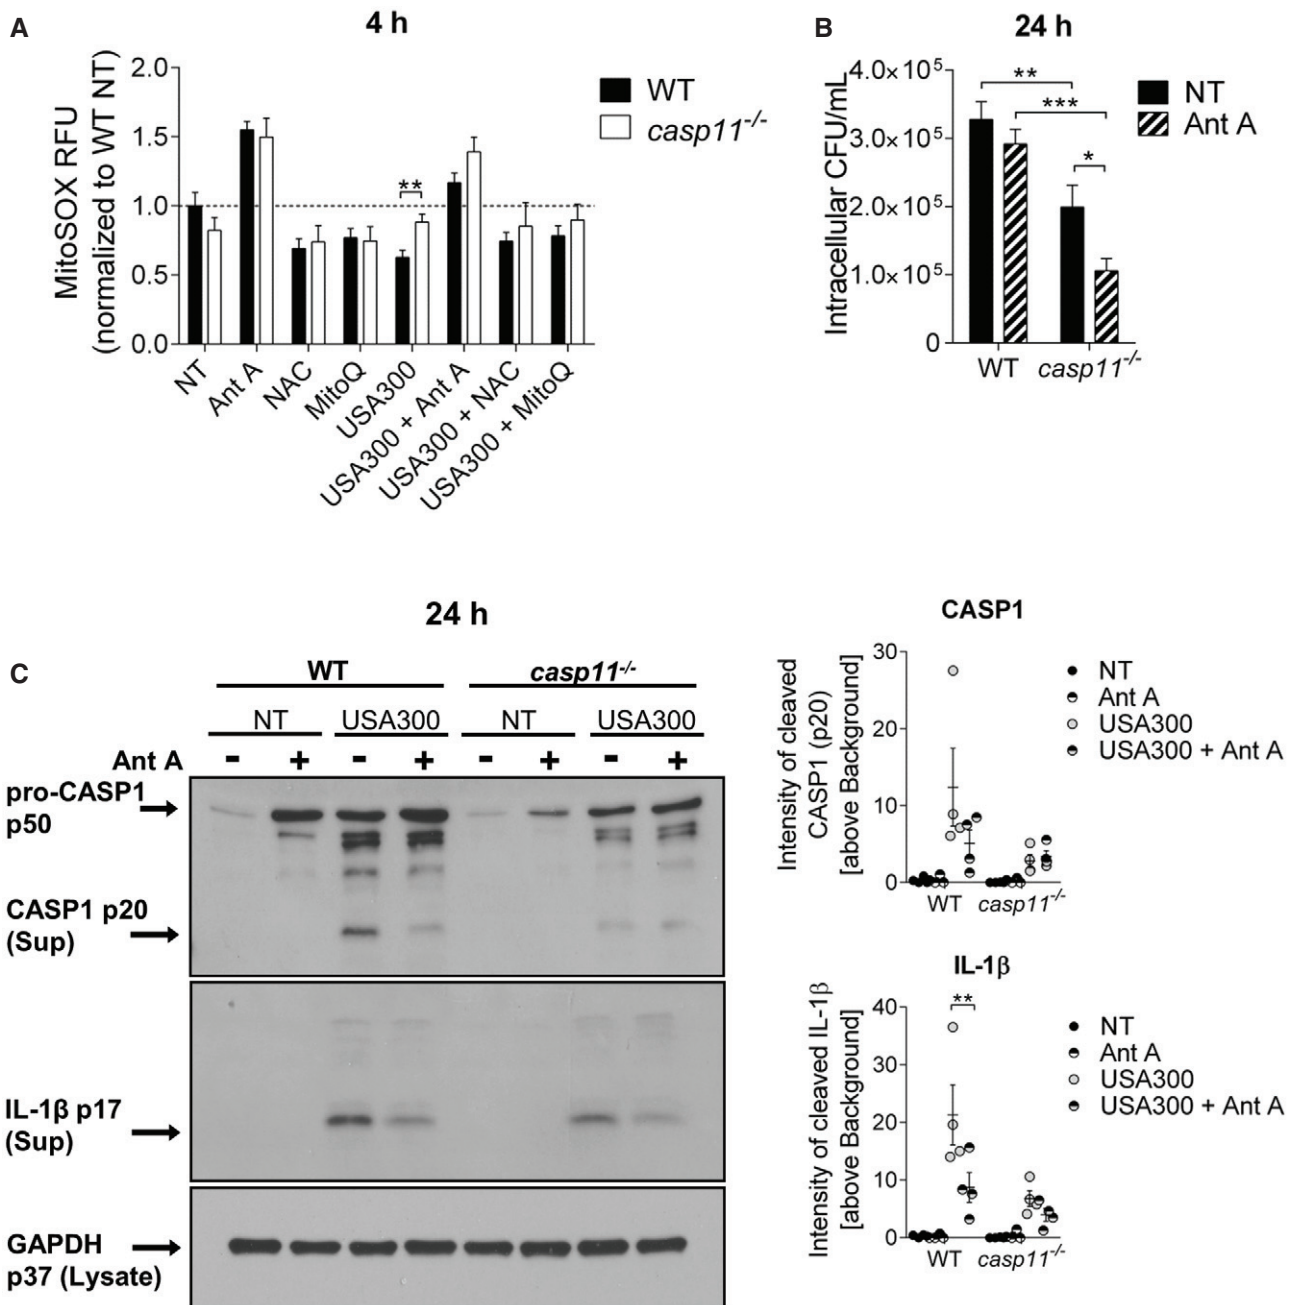 A
4 h
MitoSOX RFU
(normalized to WT NT)
2.0
1.5
1.0
0.5
0.0
**
WT
casp11-/-
NT
Ant A
NAC
MitoQ
USA300
USA300 + Ant A
USA300 + NAC
USA300 + MitoQ
B
24 h
Intracellular CFU/mL
4.0×10⁵
3.0×10⁵
2.0×10⁵
1.0×10⁵
0
**
***
*
NT
Ant A
WT
casp11-/-
24 h
C
WT
casp11-/-
NT
USA300
NT
USA300
Ant A - + - + - + - +
pro-CASP1
p50
CASP1 p20
(Sup)
IL-1β p17
(Sup)
GAPDH
p37 (Lysate)
CASP1
Intensity of cleaved
CASP1 (p20)
[above Background]
30
20
10
0
WT
casp11-/-
NT
Ant A
USA300
USA300 + Ant A
IL-1β
Intensity of cleaved IL-1β
[above Background]
40
30
20
10
0
**
WT
casp11-/-
NT
Ant A
USA300
USA300 + Ant A